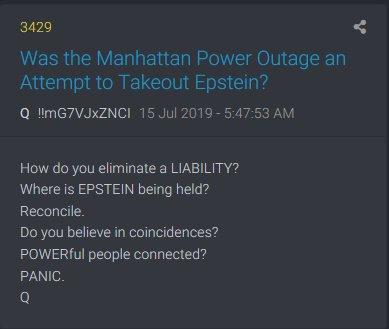 3429
Was the Manhattan Power Outage an
Attempt to Takeout Epstein?
Q !!mG7VJxZNCI 15 Jul 2019 - 5:47:53 AM
How do you eliminate a LIABILITY?
Where is EPSTEIN being held?
Reconcile.
Do you believe in coincidences?
POWERful people connected?
PANIC.
Q